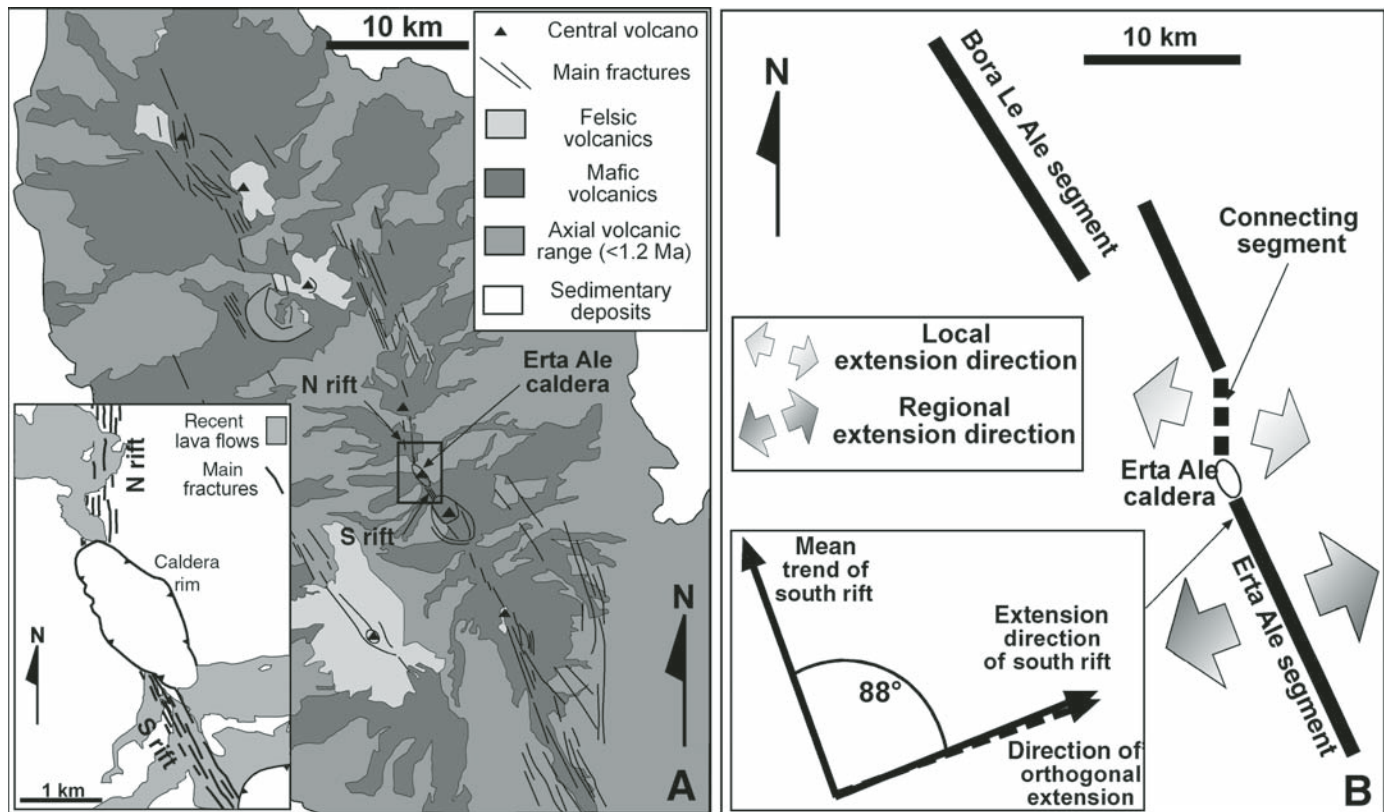 10 km
Central volcano
Main fractures
Felsic
volcanics
Mafic
volcanics
Axial volcanic
range (<1.2 Ma)
Sedimentary
deposits
Erta Ale
caldera
N rift
S rift
N
A
Recent
lava flows
Main
fractures
N rift
Caldera
rim
N
S rift
1 km
B
10 km
N
Bora Le Ale segment
Connecting
segment
Local
extension direction
Regional
extension direction
Erta Ale
caldera
Erta Ale segment
Mean
trend of
south rift
Extension
direction
of south rift
88°
Direction of
orthogonal
extension